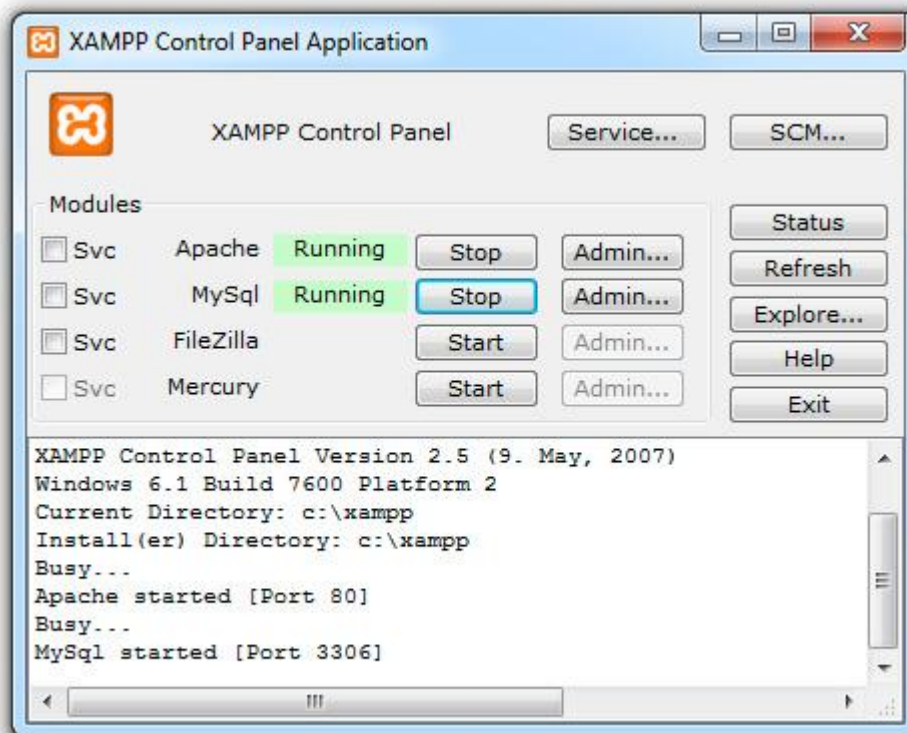 XAMPP Control Panel Application
XAMPP Control Panel Service... SCM...
Modules
Svc Apache Running Stop Admin...
Svc MySql Running Stop Admin...
Svc FileZilla Start Admin...
Svc Mercury Start Admin...
Status
Refresh
Explore...
Help
Exit
XAMPP Control Panel Version 2.5 (9. May, 2007)
Windows 6.1 Build 7600 Platform 2
Current Directory: c:\xampp
Install(er) Directory: c:\xampp
Busy...
Apache started [Port 80]
Busy...
MySql started [Port 3306]